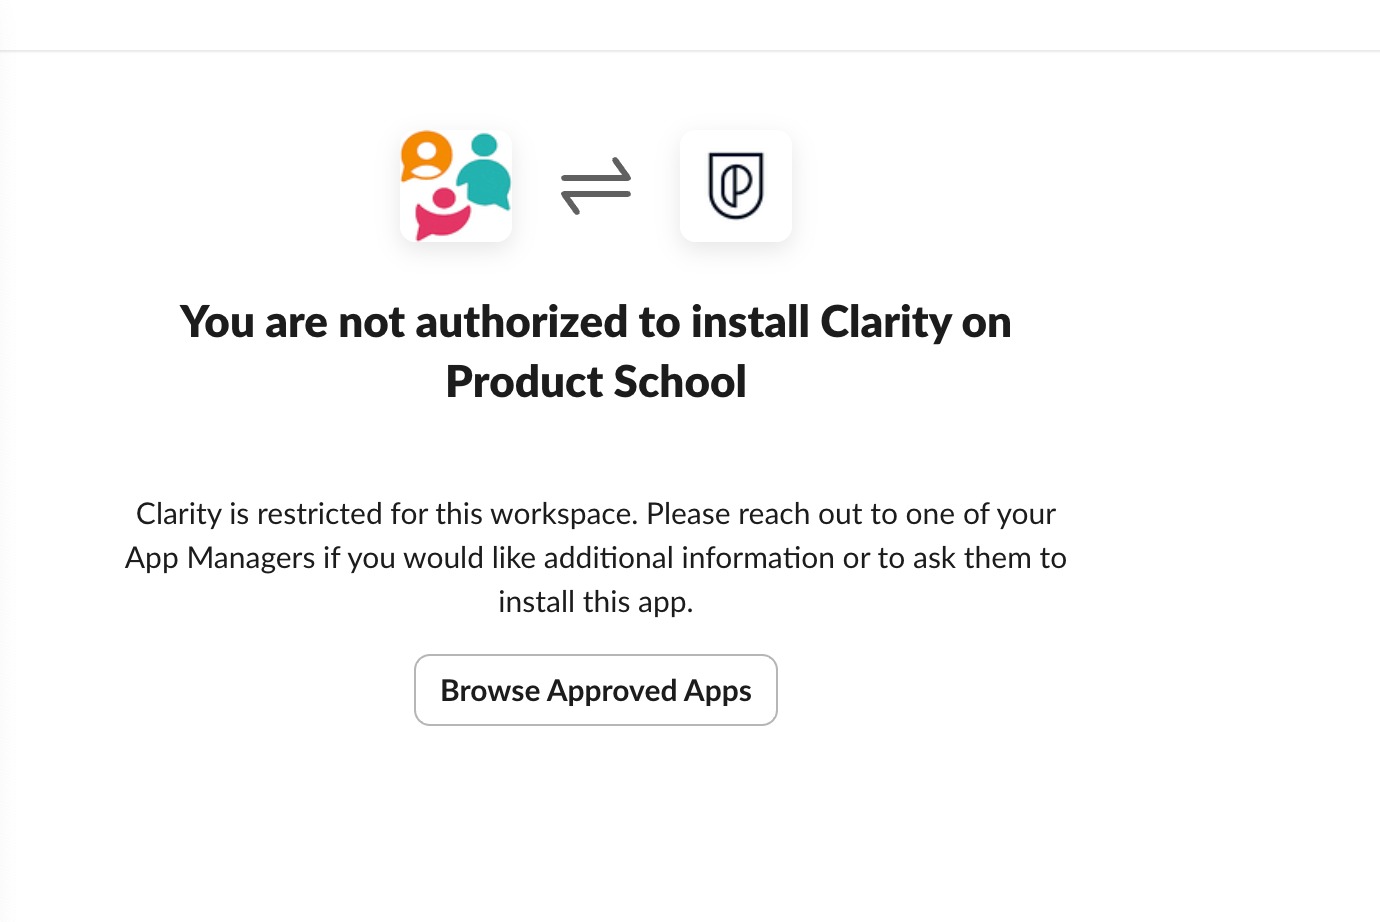 You are not authorized to install Clarity on
Product School
Clarity is restricted for this workspace. Please reach out to one of your
App Managers if you would like additional information or to ask them to
install this app.
Browse Approved Apps